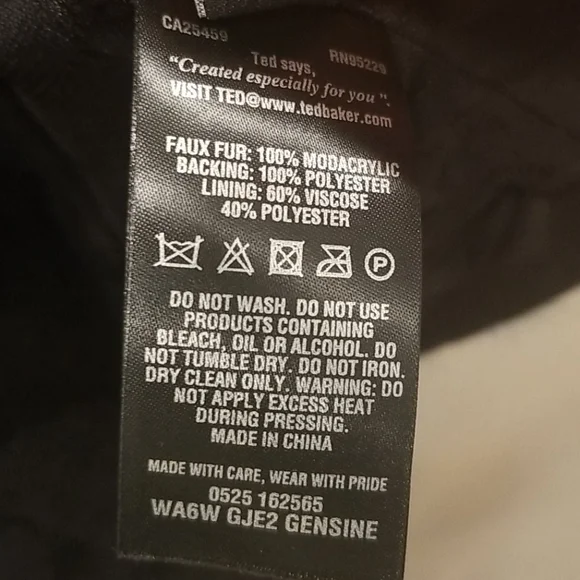 CA25459
RN95229
Ted says,
"Created especially for you".
VISIT TED@www.tedbaker.com
FAUX FUR: 100% MODACRYLIC
BACKING: 100% POLYESTER
LINING: 60% VISCOSE
40% POLYESTER
P
DO NOT WASH. DO NOT USE
PRODUCTS CONTAINING
BLEACH, OIL OR ALCOHOL. DO
NOT TUMBLE DRY. DO NOT IRON.
DRY CLEAN ONLY. WARNING: DO
NOT APPLY EXCESS HEAT
DURING PRESSING.
MADE IN CHINA
MADE WITH CARE, WEAR WITH PRIDE
0525 162565
WA6W GJE2 GENSINE